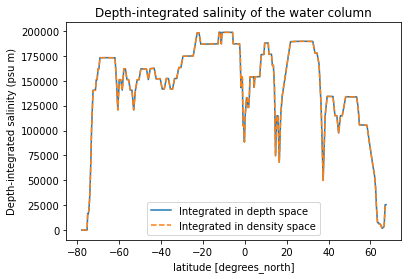 Depth-integrated salinity of the water column
Depth-integrated salinity (psu m)
200000
175000
150000
125000
100000
75000
50000
25000
0
Integrated in depth space
Integrated in density space
−80 −60 −40 −20 0 20 40 60
latitude [degrees_north]